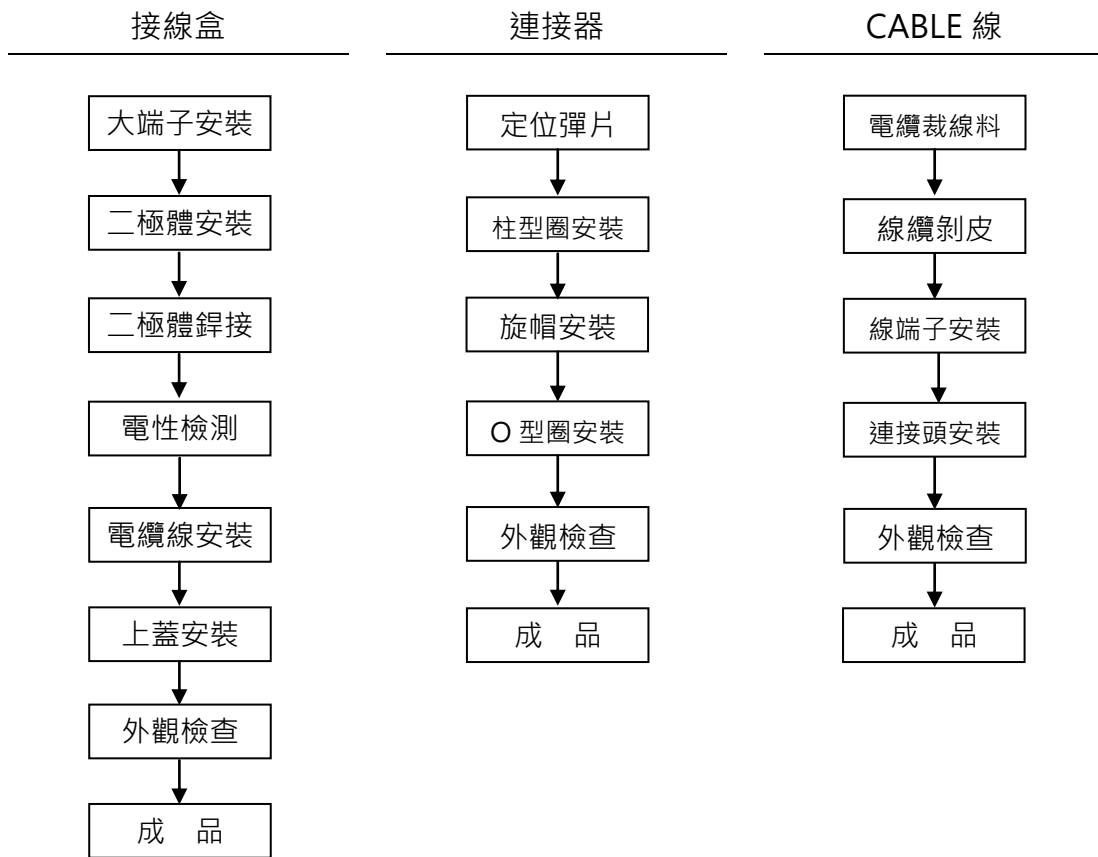 接線盒
大端子安裝
二極體安裝
二極體銲接
電性檢測
電纜線安裝
上蓋安裝
外觀檢查
成　品
連接器
定位彈片
柱型圈安裝
旋帽安裝
O 型圈安裝
外觀檢查
成　品
CABLE 線
電纜裁線料
線纜剝皮
線端子安裝
連接頭安裝
外觀檢查
成　品